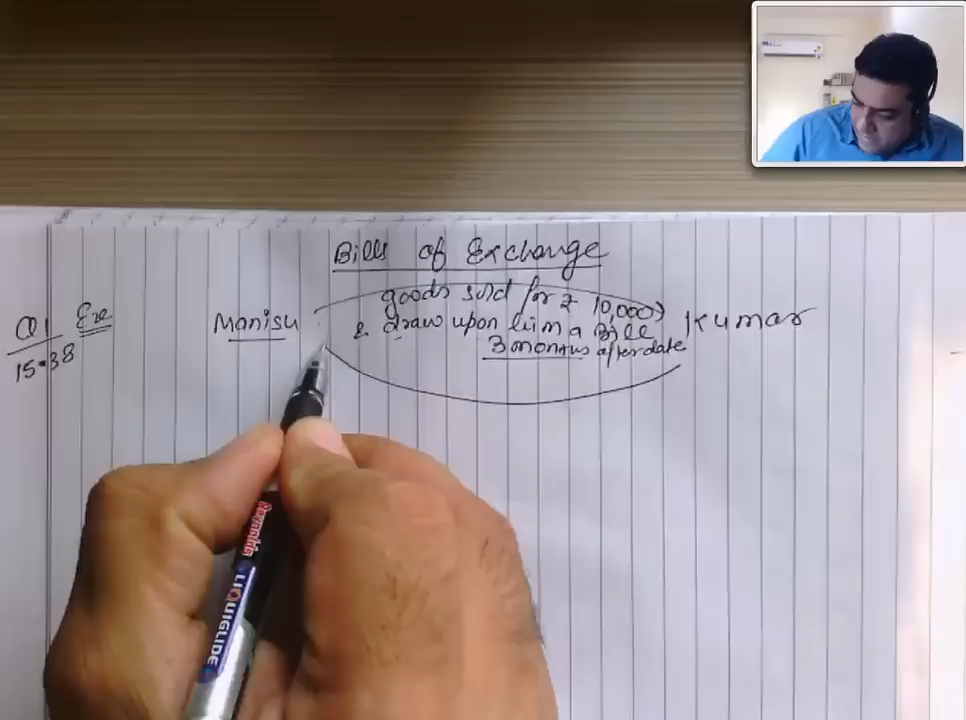 Bills of Exchange
Q1 Exe
15.38
Manish
goods sold for ₹ 10,000
& draw upon him a Bill
3 months after date
Kumar
Reynolds
LIQUIGLIDE